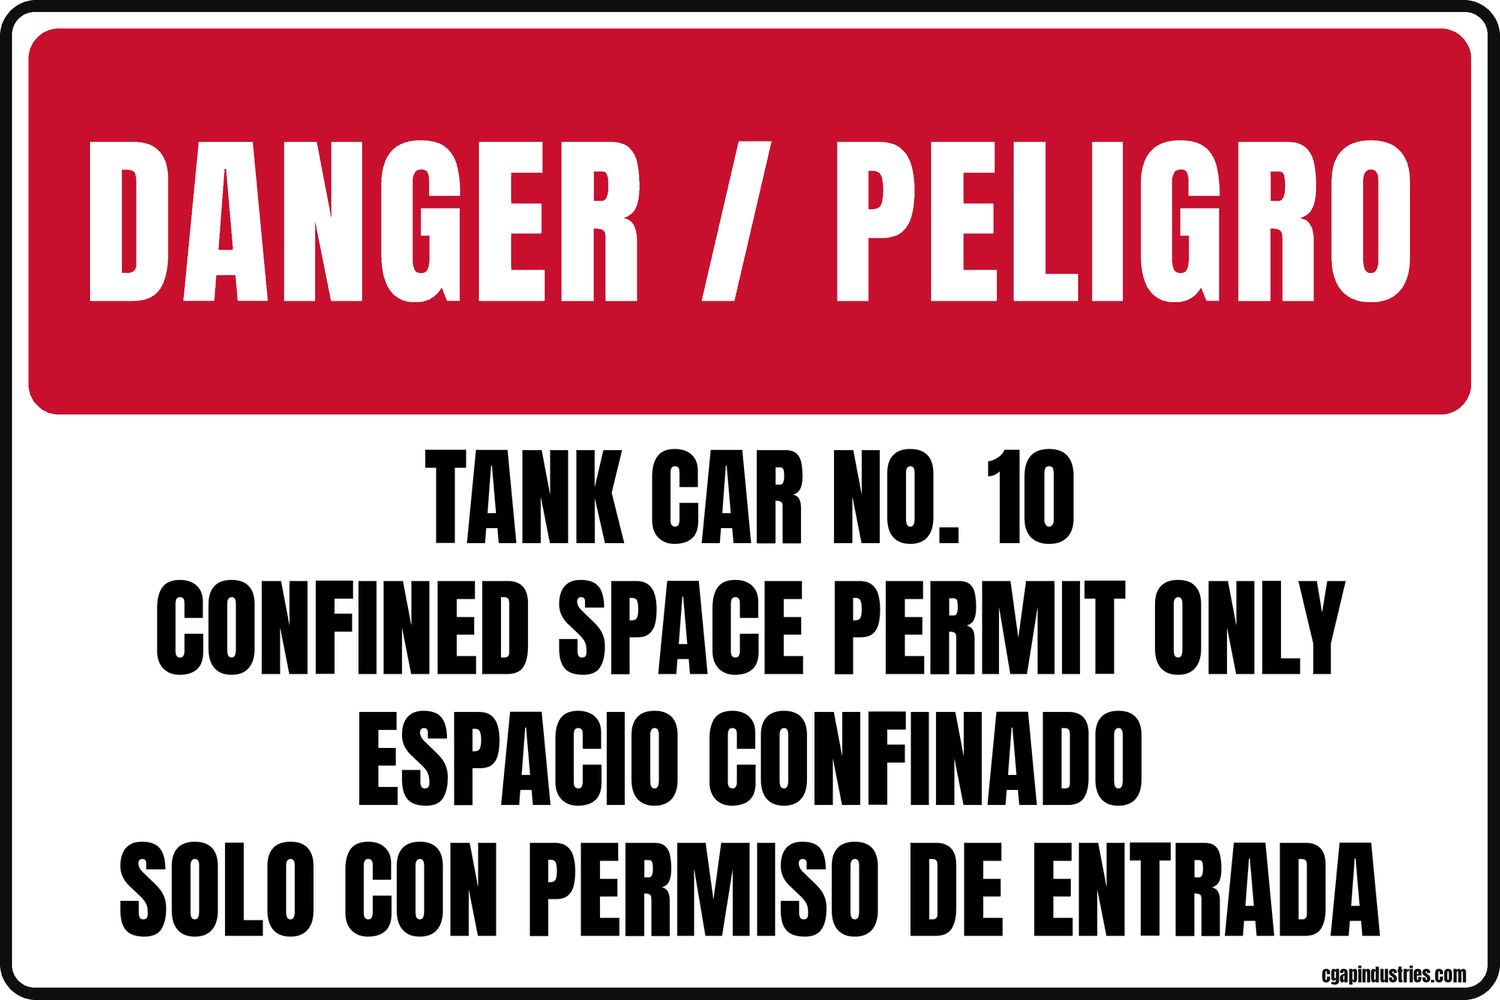 DANGER / PELIGRO
TANK CAR NO. 10
CONFINED SPACE PERMIT ONLY
ESPACIO CONFINADO
SOLO CON PERMISO DE ENTRADA
cgapindustries.com